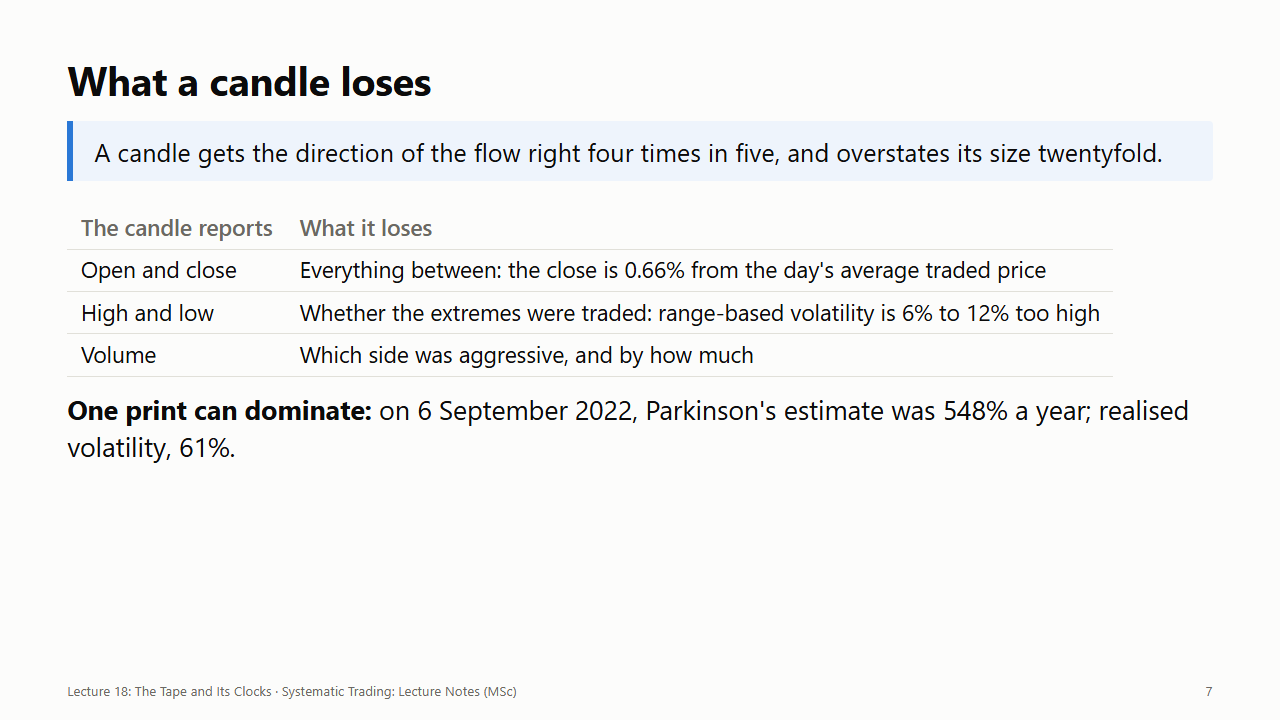 What a candle loses
A candle gets the direction of the flow right four times in five, and overstates its size twentyfold.
The candle reports What it loses
Open and close Everything between: the close is 0.66% from the day's average traded price
High and low Whether the extremes were traded: range-based volatility is 6% to 12% too high
Volume Which side was aggressive, and by how much
One print can dominate: on 6 September 2022, Parkinson's estimate was 548% a year; realised
volatility, 61%.
Lecture 18: The Tape and Its Clocks · Systematic Trading: Lecture Notes (MSc) 7